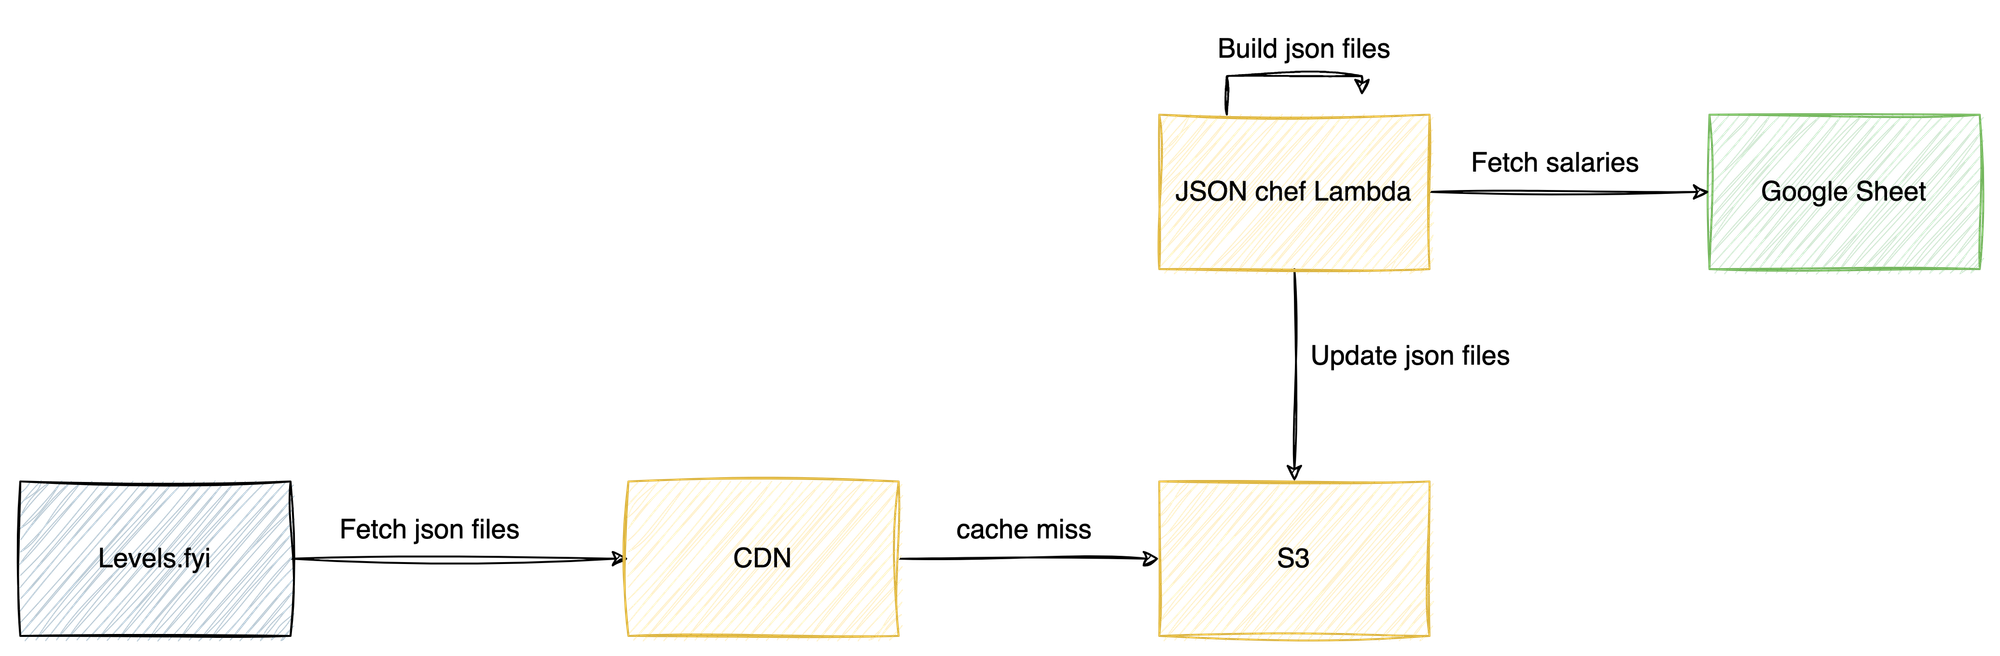 Build json files
JSON chef Lambda
Fetch salaries
Google Sheet
Update json files
Levels.fyi
Fetch json files
CDN
cache miss
S3